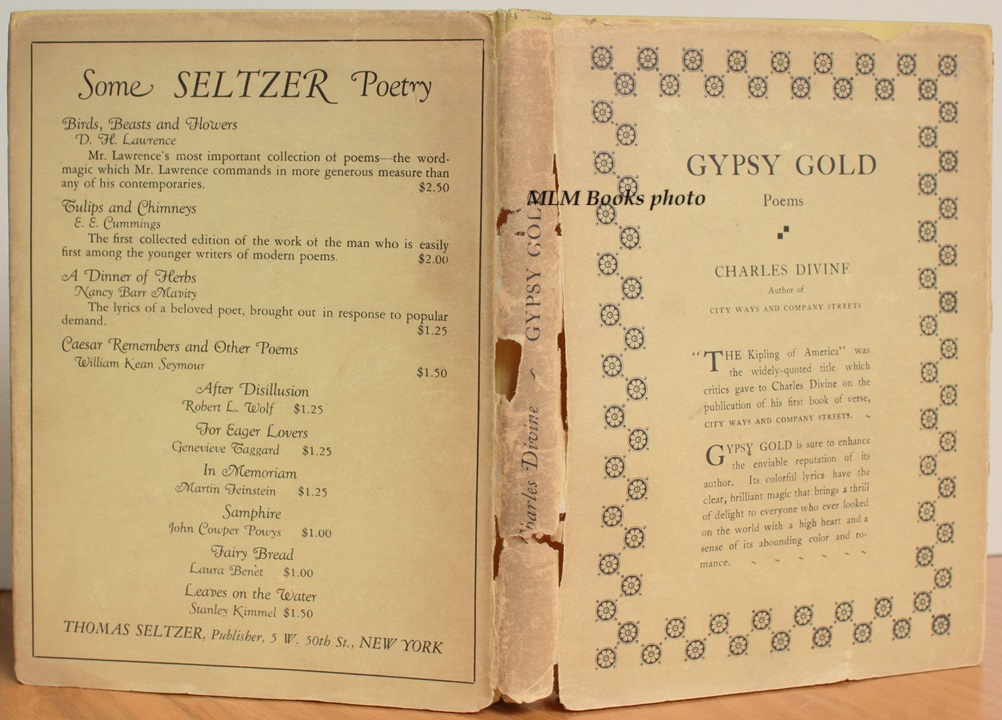 Some SELTZER Poetry
Birds, Beasts and Flowers
D. H. Lawrence
Mr. Lawrence's most important collection of poems—the word-
magic which Mr. Lawrence commands in more generous measure than
any of his contemporaries. $2.50
Tulips and Chimneys
E. E. Cummings
The first collected edition of the work of the man who is easily
first among the younger writers of modern poems. $2.00
A Dinner of Herbs
Nancy Barr Mavity
The lyrics of a beloved poet, brought out in response to popular
demand. $1.25
Caesar Remembers and Other Poems
William Kean Seymour $1.50
After Disillusion
Robert L. Wolf $1.25
For Eager Lovers
Genevieve Taggard $1.25
In Memoriam
Martin Feinstein $1.25
Samphire
John Cowper Powys $1.00
Fairy Bread
Laura Benet $1.00
Leaves on the Water
Stanley Kimmel $1.50
THOMAS SELTZER, Publisher, 5 W. 50th St., NEW YORK
GYPSY GOLD
Charles Divine
MLM Books photo
GYPSY GOLD
Poems
CHARLES DIVINE
Author of
CITY WAYS AND COMPANY STREETS
"THE Kipling of America" was
the widely-quoted title which
critics gave to Charles Divine on the
publication of his first book of verse,
CITY WAYS AND COMPANY STREETS.
GYPSY GOLD is sure to enhance
the enviable reputation of its
author. Its colorful lyrics have the
clear, brilliant magic that brings a thrill
of delight to everyone who ever looked
on the world with a high heart and a
sense of its abounding color and ro-
mance.